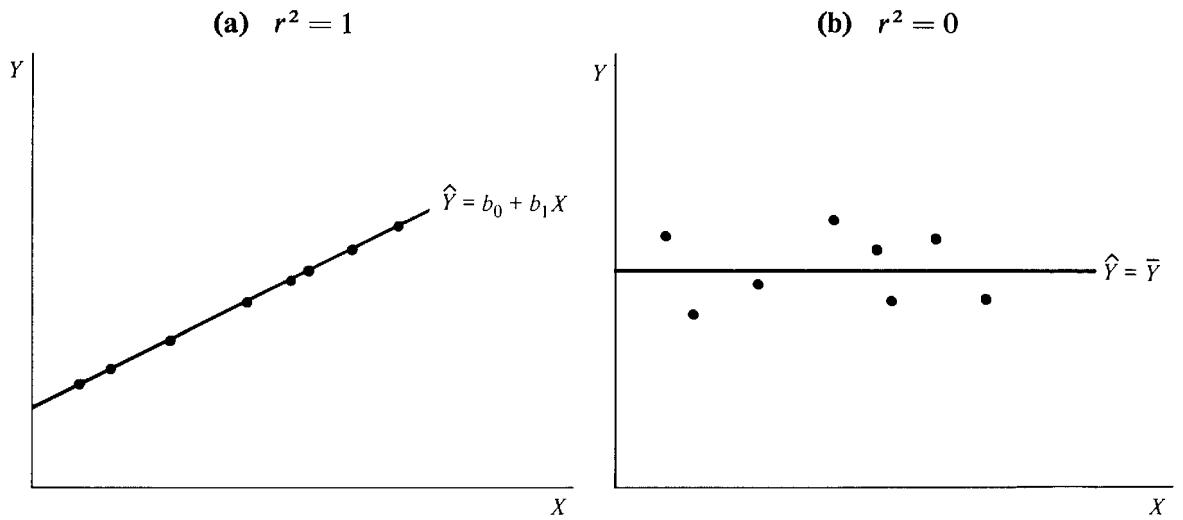 (a) r² = 1
Y
Ŷ = b₀ + b₁X
X
(b) r² = 0
Y
Ŷ = Ȳ
X